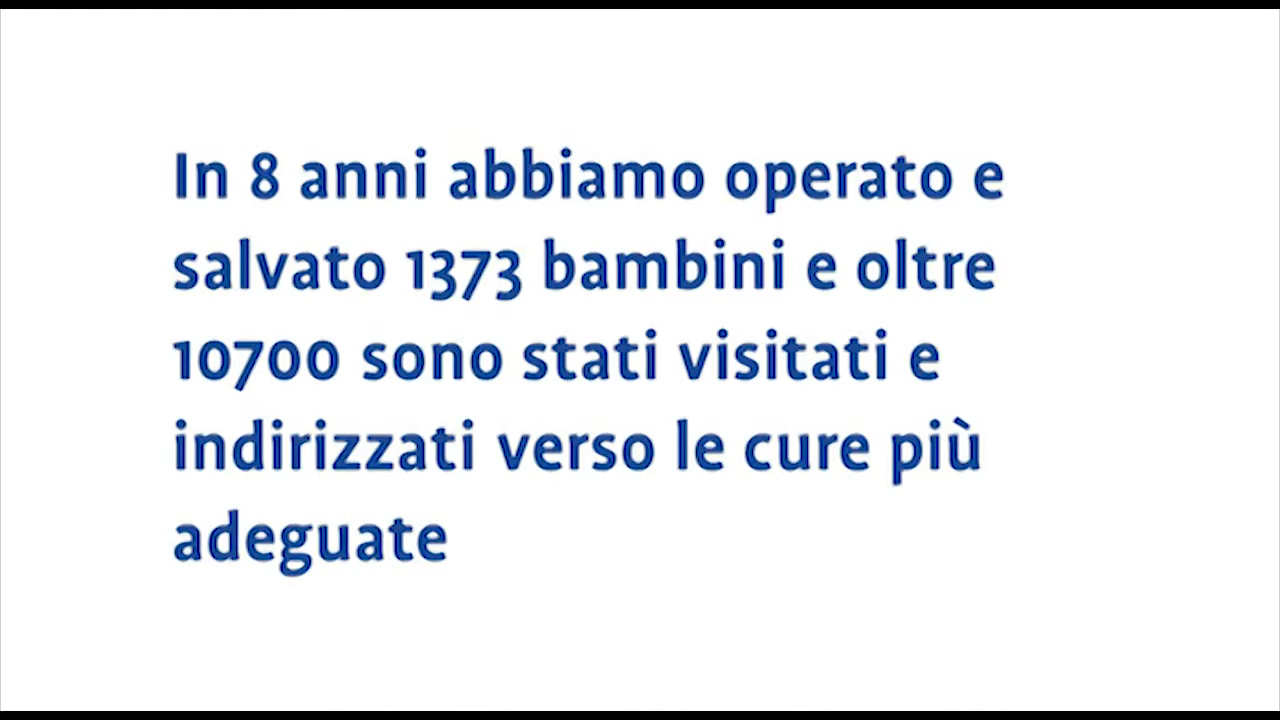 In 8 anni abbiamo operato e
salvato 1373 bambini e oltre
10700 sono stati visitati e
indirizzati verso le cure più
adeguate